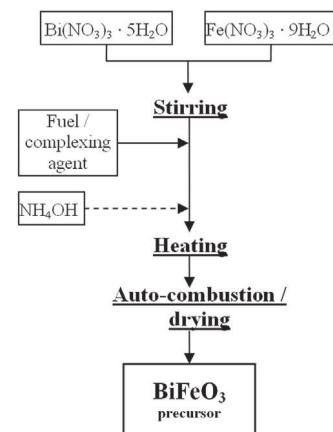 Bi(NO₃)₃ · 5H₂O
Fe(NO₃)₃ · 9H₂O
Stirring
Fuel /
complexing
agent
NH₄OH
Heating
Auto-combustion /
drying
BiFeO₃
precursor